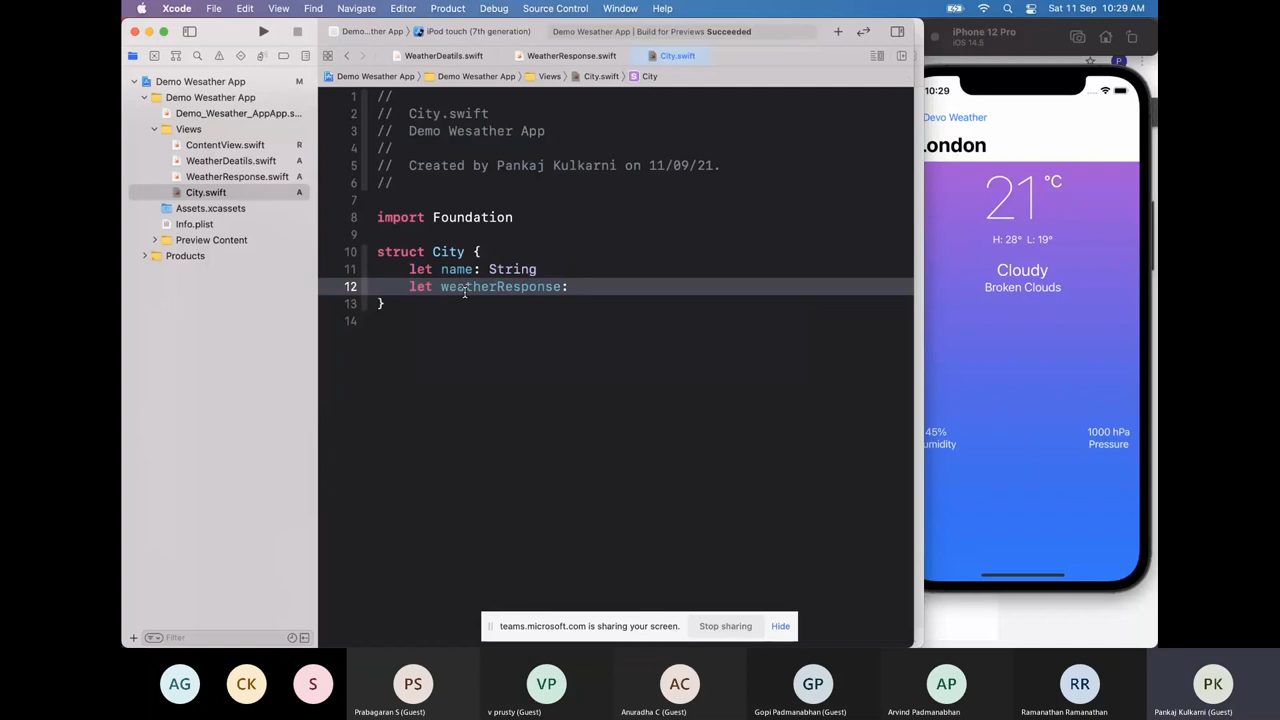 Xcode File Edit View Find Navigate Editor Product Debug Source Control Window Help
Sat 11 Sep 10:29 AM
Demo...ther App iPod touch (7th generation)
Demo Wesather App | Build for Previews Succeeded
WeatherDeatils.swift
WeatherResponse.swift
City.swift
Demo Wesather App Demo Wesather App Views City.swift S City
Demo Wesather App M
Demo Wesather App
Demo_Wesather_AppApp.s...
Views
ContentView.swift R
WeatherDeatils.swift A
WeatherResponse.swift A
City.swift A
Assets.xcassets
Info.plist
Preview Content
Products
Filter
1 //
2 // City.swift
3 // Demo Wesather App
4 //
5 // Created by Pankaj Kulkarni on 11/09/21.
6 //
7
8 import Foundation
9
10 struct City {
11 let name: String
12 let weatherResponse:
13 }
14
iPhone 12 Pro
iOS 14.5
P
10:29
Devo Weather
London
21 °C
H: 28° L: 19°
Cloudy
Broken Clouds
45%
umidity
1000 hPa
Pressure
teams.microsoft.com is sharing your screen. Stop sharing Hide
AG
CK
S
PS
Prabagaran S (Guest)
VP
v prusty (Guest)
AC
Anuradha C (Guest)
GP
Gopi Padmanabhan (Guest)
AP
Arvind Padmanabhan
RR
Ramanathan Ramanathan
PK
Pankaj Kulkarni (Guest)